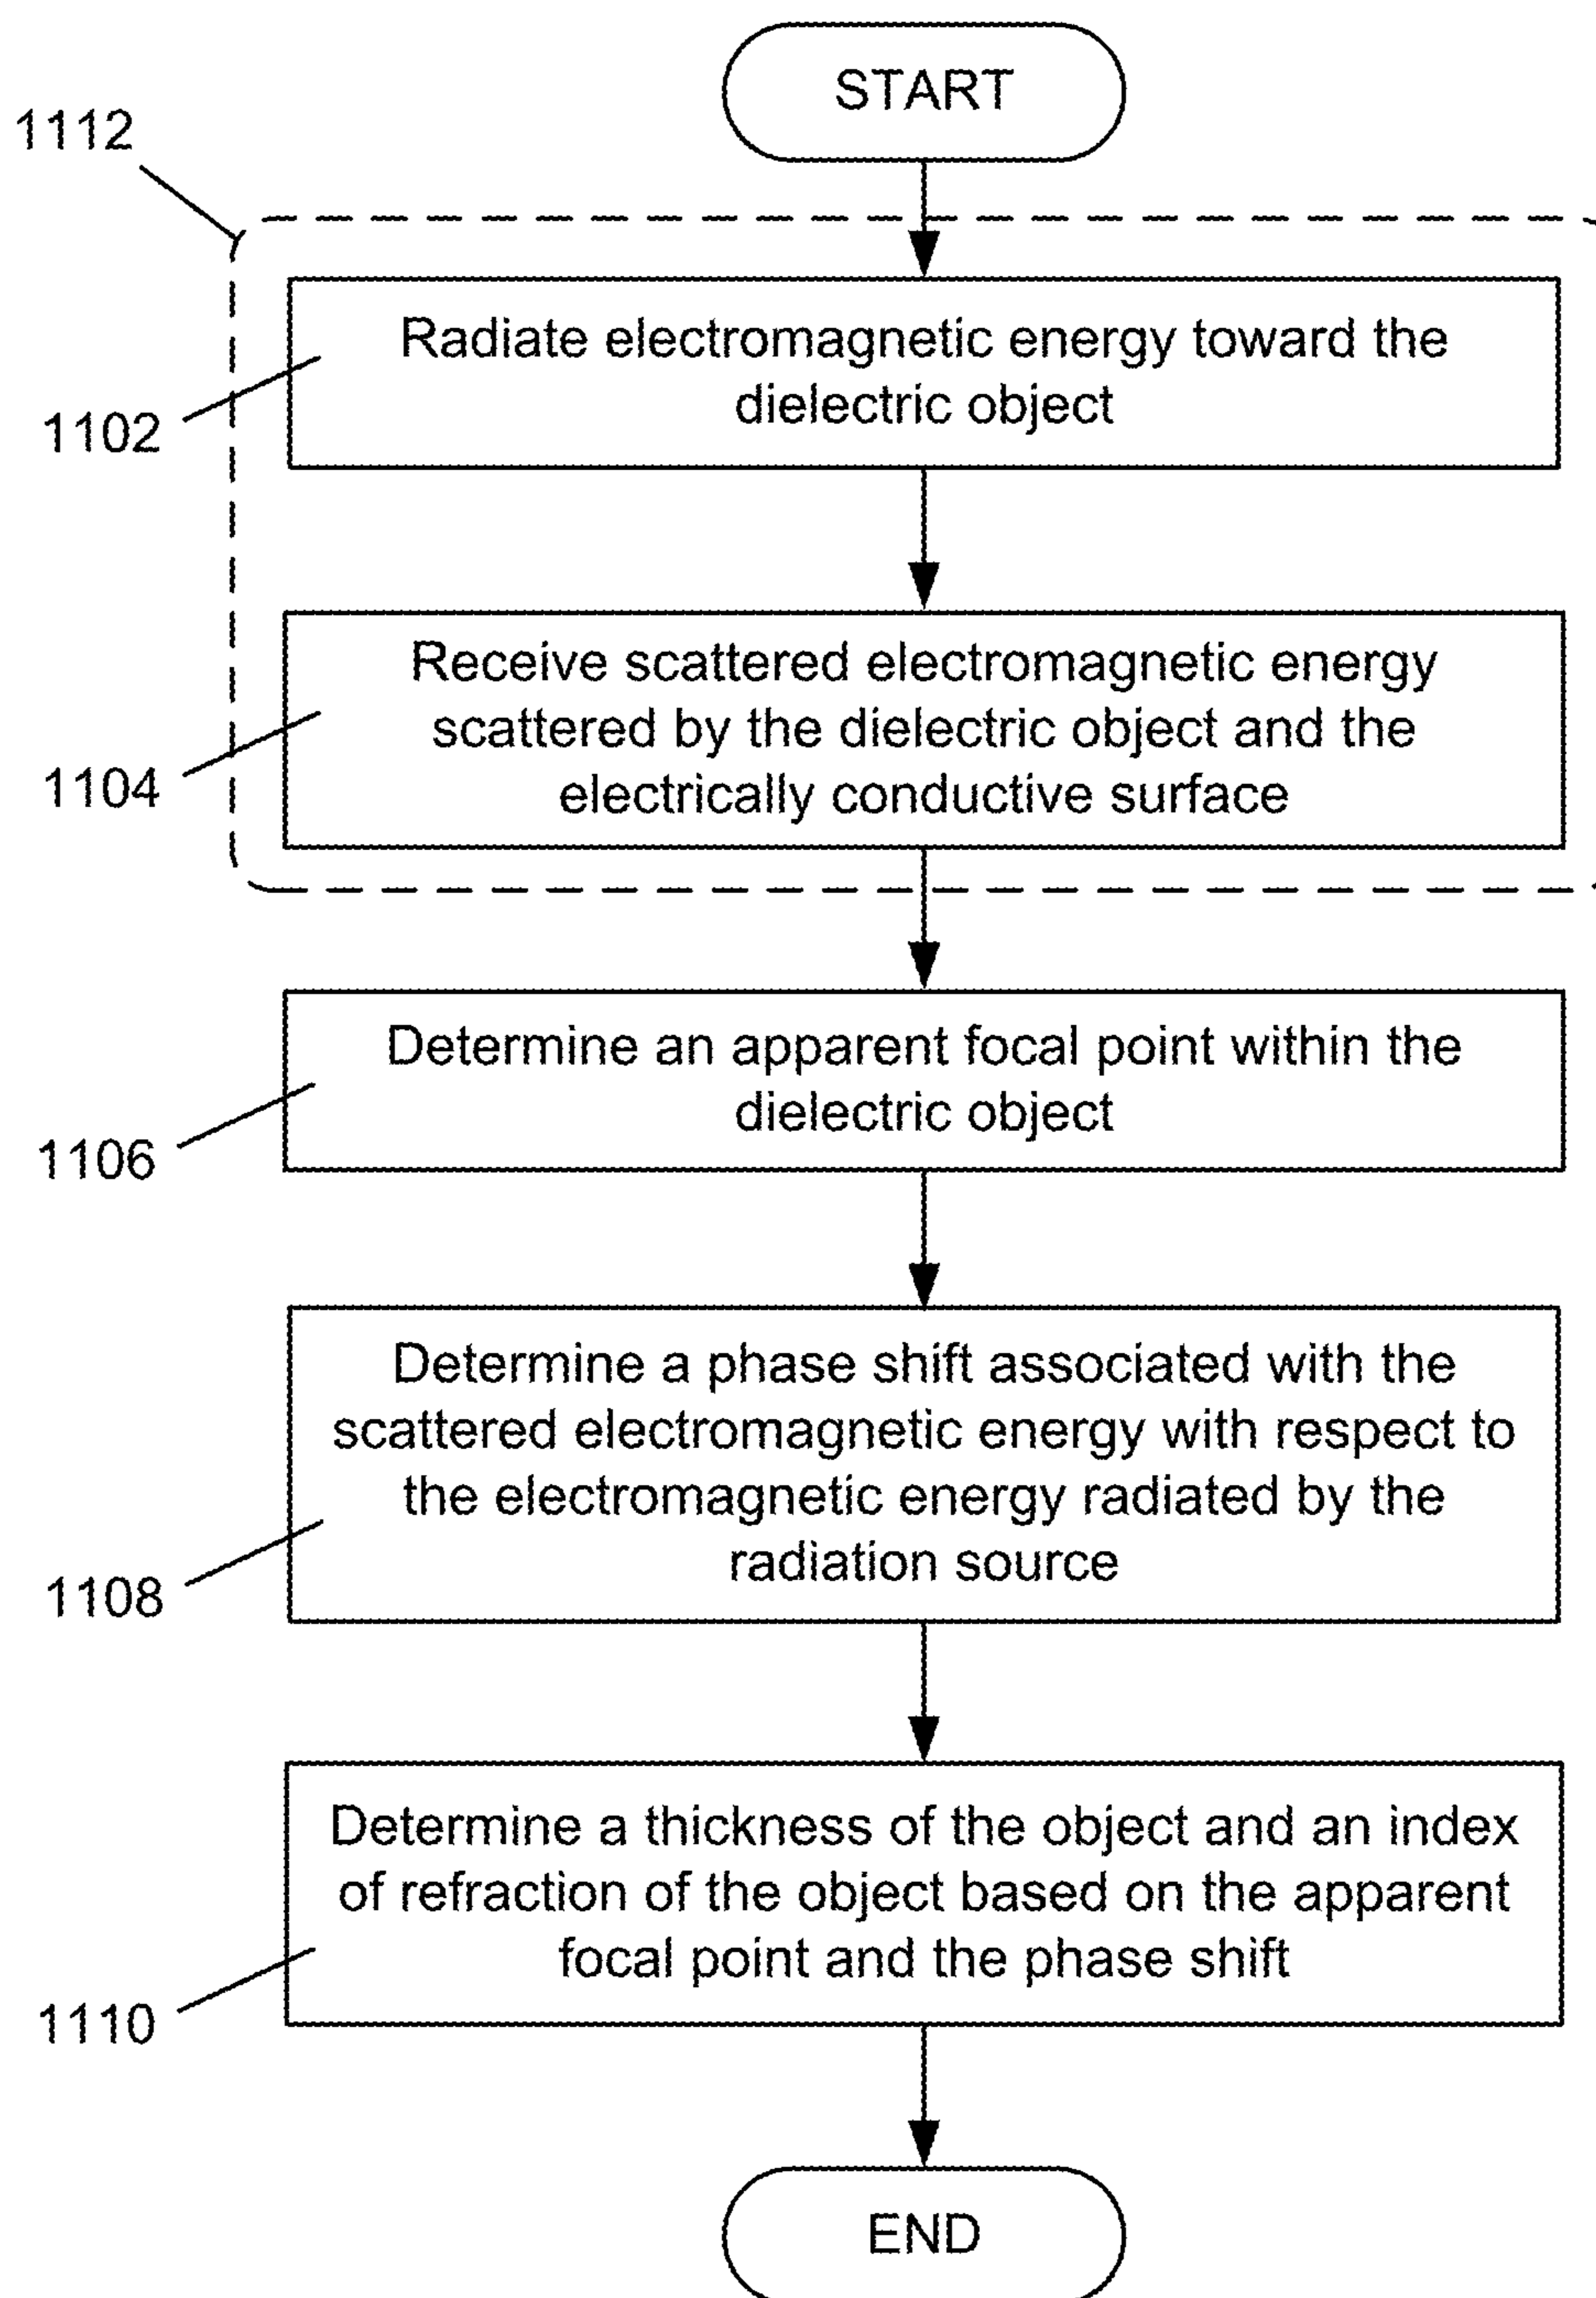 START
1112
Radiate electromagnetic energy toward the
dielectric object
1102
Receive scattered electromagnetic energy
scattered by the dielectric object and the
electrically conductive surface
1104
Determine an apparent focal point within the
dielectric object
1106
Determine a phase shift associated with the
scattered electromagnetic energy with respect to
the electromagnetic energy radiated by the
radiation source
1108
Determine a thickness of the object and an index
of refraction of the object based on the apparent
focal point and the phase shift
1110
END